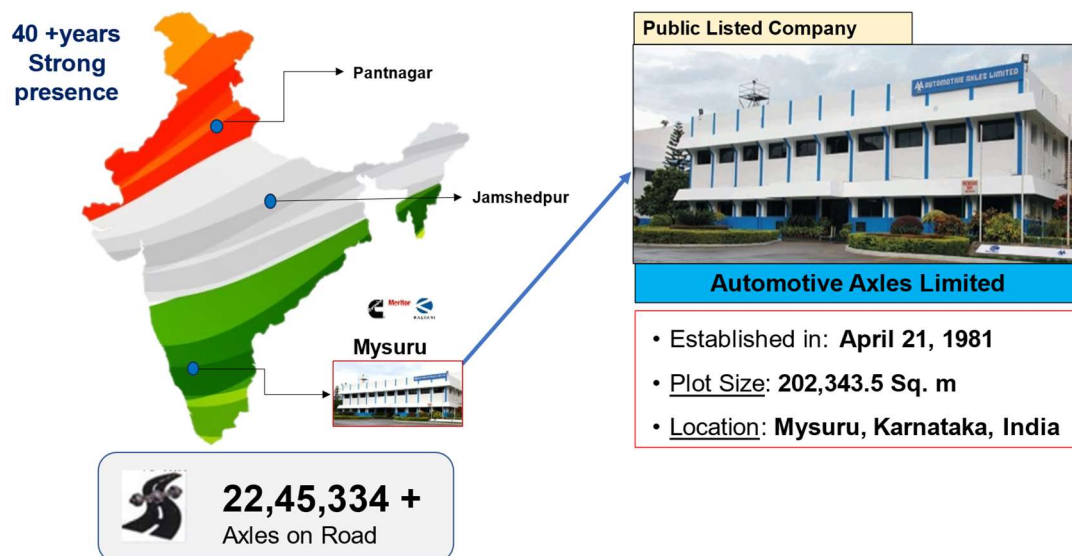 40 +years
Strong
presence
Pantnagar
Jamshedpur
Meritor
KALYANI
Mysuru
22,45,334 +
Axles on Road
Public Listed Company
AUTOMOTIVE AXLES LIMITED
Automotive Axles Limited
• Established in: April 21, 1981
• Plot Size: 202,343.5 Sq. m
• Location: Mysuru, Karnataka, India